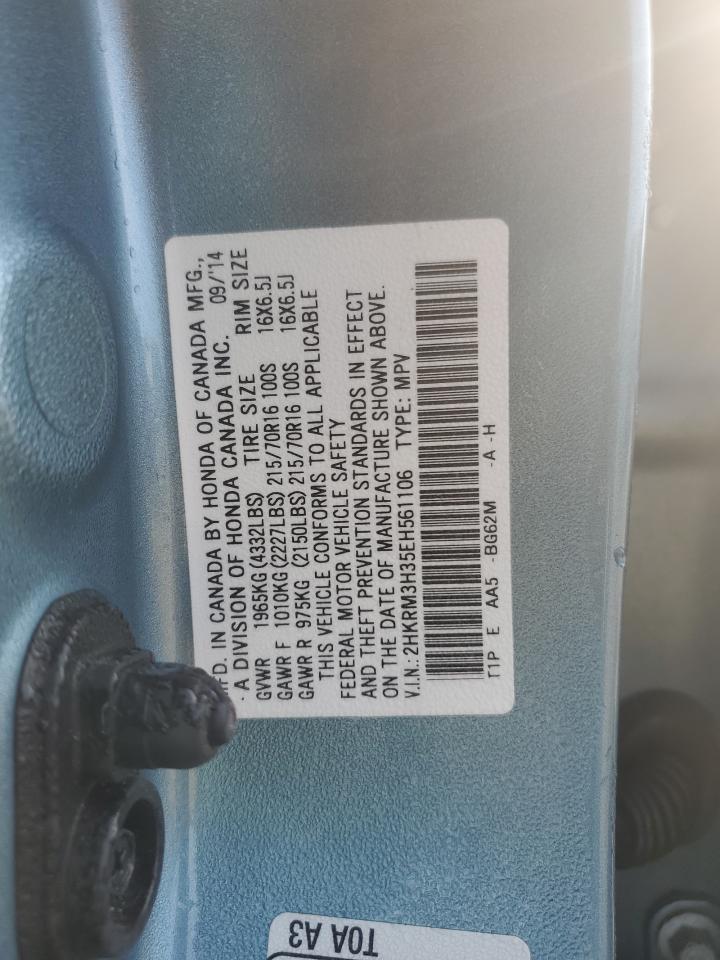 MFD. IN CANADA BY HONDA OF CANADA MFG.,
· A DIVISION OF HONDA CANADA INC. 09/'14
GVWR 1965KG(4332LBS) TIRE SIZE RIM SIZE
GAWR F 1010KG(2227LBS) 215/70R16 100S 16X6.5J
GAWR R 975KG (2150LBS) 215/70R16 100S 16X6.5J
THIS VEHICLE CONFORMS TO ALL APPLICABLE
FEDERAL MOTOR VEHICLE SAFETY
AND THEFT PREVENTION STANDARDS IN EFFECT
ON THE DATE OF MANUFACTURE SHOWN ABOVE.
V.I.N.: 2HKRM3H35EH561106 TYPE: MPV
T1P E AA5 -BG62M -A -H
T0A A3